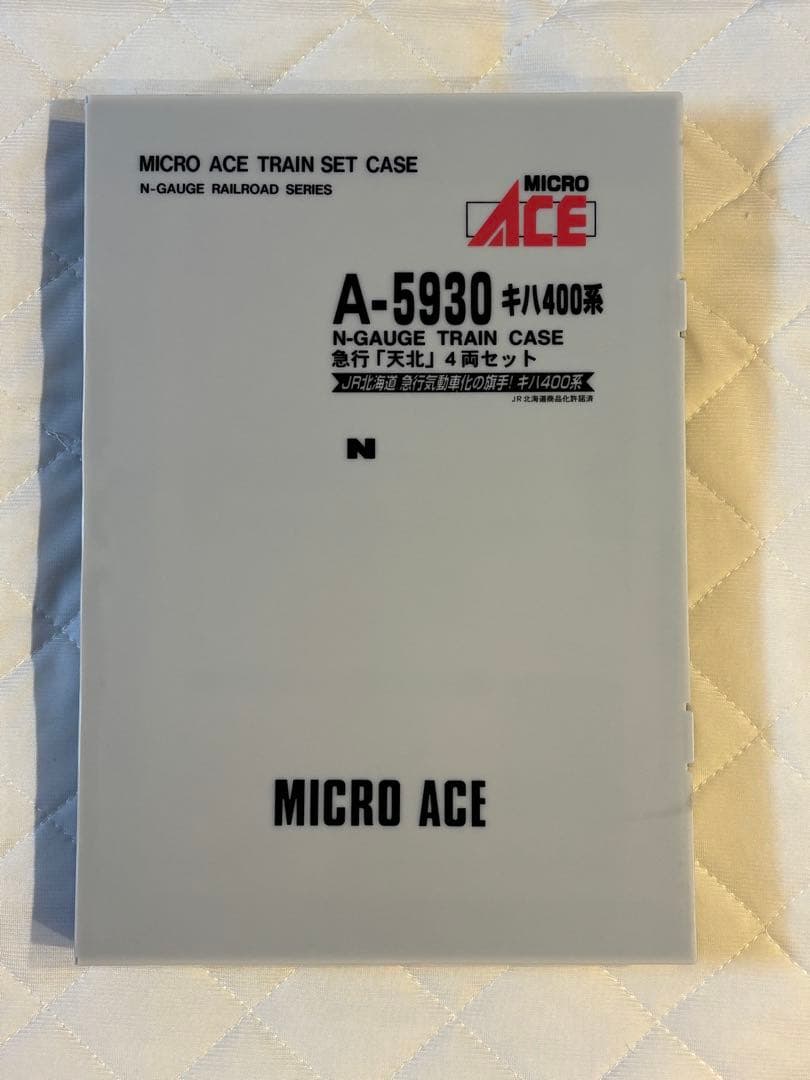 MICRO ACE TRAIN SET CASE
N-GAUGE RAILROAD SERIES
MICRO
ACE
A-5930 キハ400系
N-GAUGE TRAIN CASE
急行「天北」4両セット
JR北海道 急行気動車化の旗手!キハ400系
JR北海道商品化許諾済
N
MICRO ACE